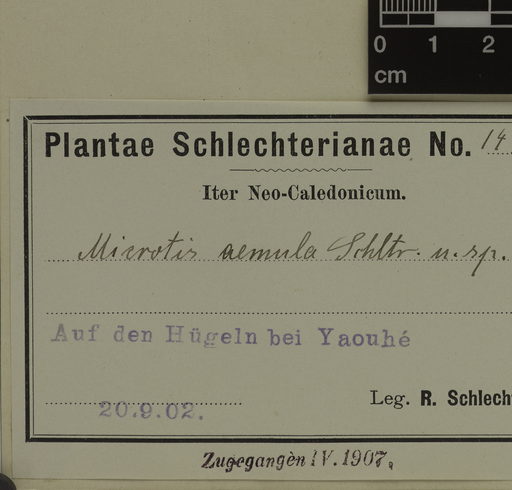 0 1 2
cm
Plantae Schlechterianae No. 14
Iter Neo-Caledonicum.
Microtis aemula Schltr. n. sp.
Auf den Hügeln bei Yaouhé
20.9.02.
Leg. R. Schlecht
Zugegangen IV. 1907.